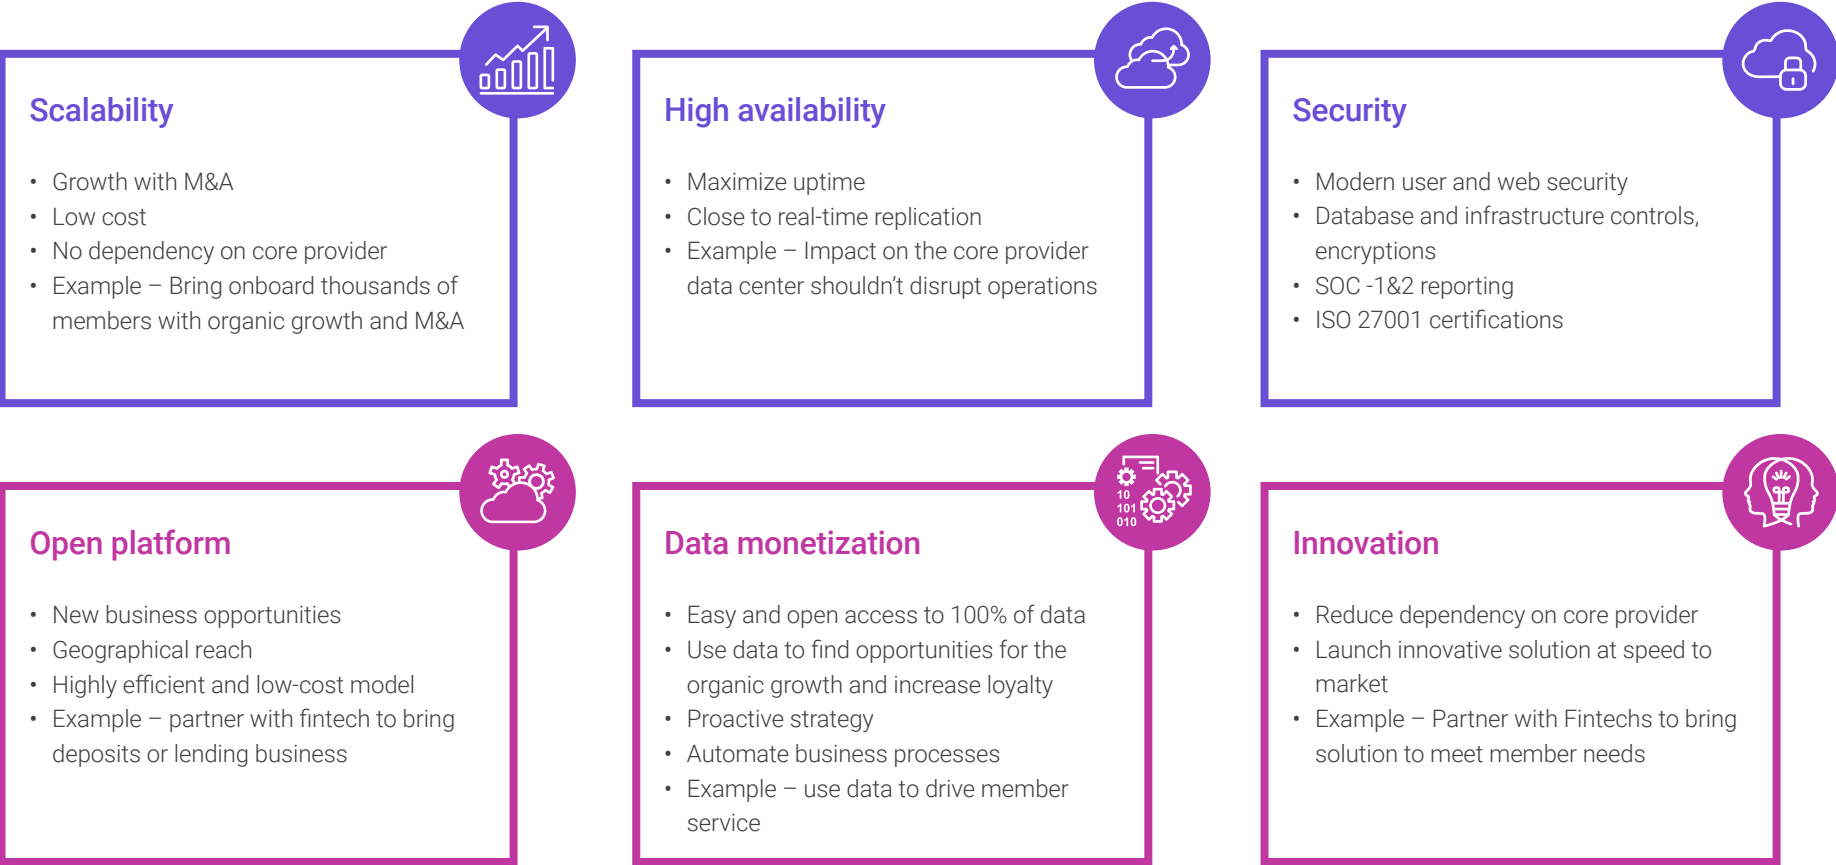 Scalability
• Growth with M&A
• Low cost
• No dependency on core provider
• Example – Bring onboard thousands of
members with organic growth and M&A
High availability
• Maximize uptime
• Close to real-time replication
• Example – Impact on the core provider
data center shouldn’t disrupt operations
Security
• Modern user and web security
• Database and infrastructure controls,
encryptions
• SOC -1&2 reporting
• ISO 27001 certifications
Open platform
• New business opportunities
• Geographical reach
• Highly efficient and low-cost model
• Example – partner with fintech to bring
deposits or lending business
10
101
010
Data monetization
• Easy and open access to 100% of data
• Use data to find opportunities for the
organic growth and increase loyalty
• Proactive strategy
• Automate business processes
• Example – use data to drive member
service
Innovation
• Reduce dependency on core provider
• Launch innovative solution at speed to
market
• Example – Partner with Fintechs to bring
solution to meet member needs